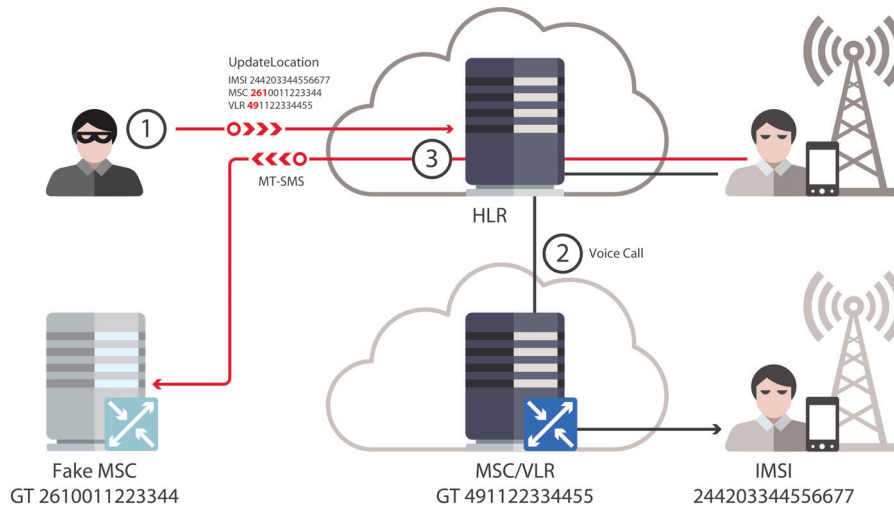 UpdateLocation
IMSI 244203344556677
MSC 2610011223344
VLR 491122334455
1
3
MT-SMS
HLR
2
Voice Call
Fake MSC
GT 2610011223344
MSC/VLR
GT 491122334455
IMSI
244203344556677